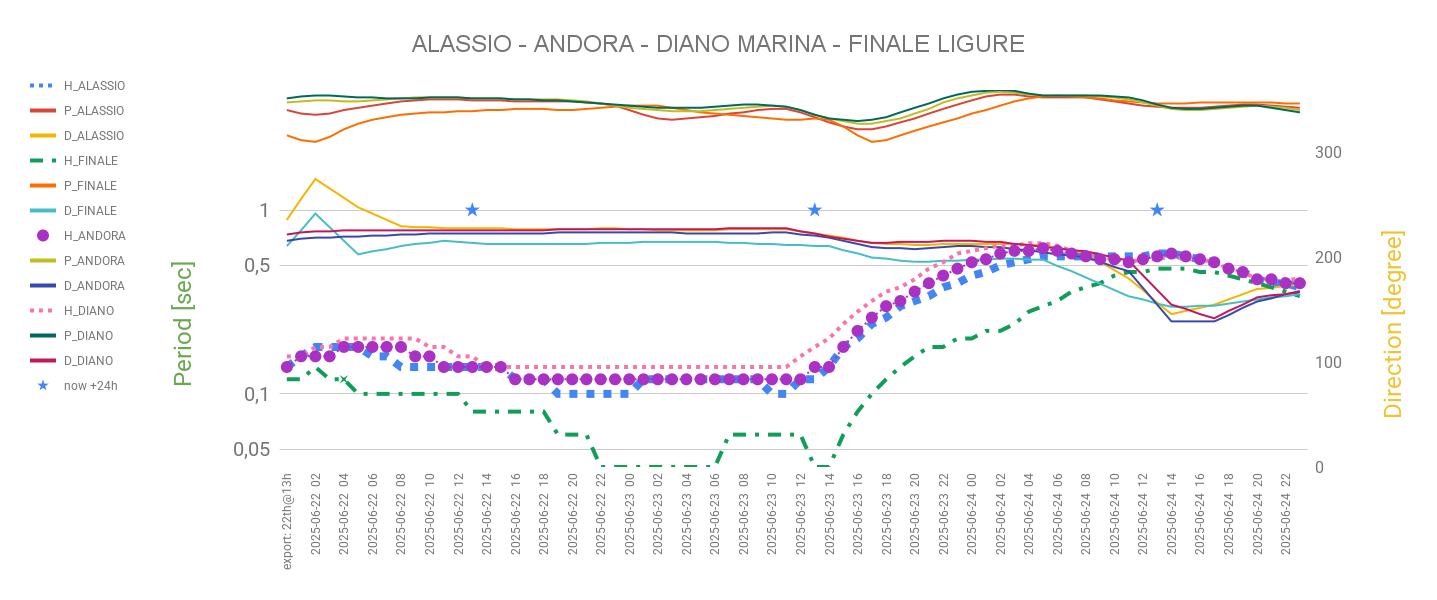 ALASSIO - ANDORA - DIANO MARINA - FINALE LIGURE
H_ALASSIO
P_ALASSIO
D_ALASSIO
H_FINALE
P_FINALE
D_FINALE
H_ANDORA
P_ANDORA
D_ANDORA
H_DIANO
P_DIANO
D_DIANO
now +24h
Period [sec]
1
0,5
0,1
0,05
300
200
100
0
Direction [degree]
export: 22th@13h
2025-06-22 02
2025-06-22 04
2025-06-22 06
2025-06-22 08
2025-06-22 10
2025-06-22 12
2025-06-22 14
2025-06-22 16
2025-06-22 18
2025-06-22 20
2025-06-22 22
2025-06-23 00
2025-06-23 02
2025-06-23 04
2025-06-23 06
2025-06-23 08
2025-06-23 10
2025-06-23 12
2025-06-23 14
2025-06-23 16
2025-06-23 18
2025-06-23 20
2025-06-23 22
2025-06-24 00
2025-06-24 02
2025-06-24 04
2025-06-24 06
2025-06-24 08
2025-06-24 10
2025-06-24 12
2025-06-24 14
2025-06-24 16
2025-06-24 18
2025-06-24 20
2025-06-24 22